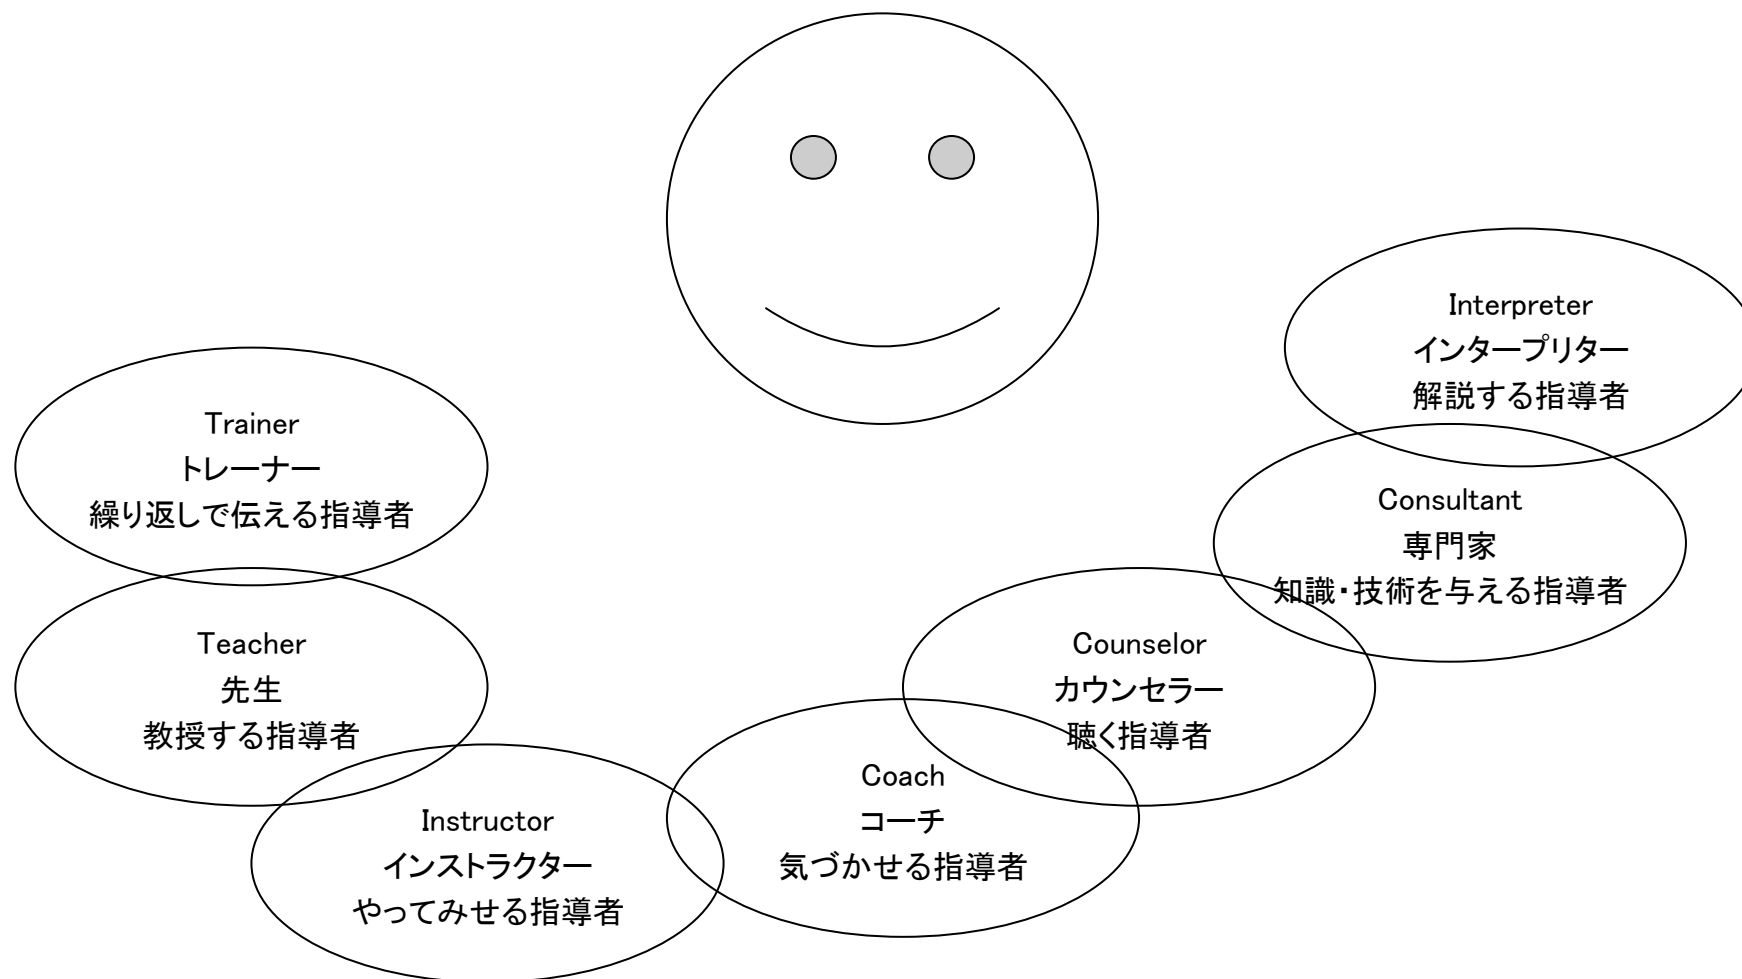 Trainer
トレーナー
繰り返しで伝える指導者
Teacher
先生
教授する指導者
Instructor
インストラクター
やってみせる指導者
Coach
コーチ
気づかせる指導者
Counselor
カウンセラー
聴く指導者
Consultant
専門家
知識・技術を与える指導者
Interpreter
インタープリター
解説する指導者